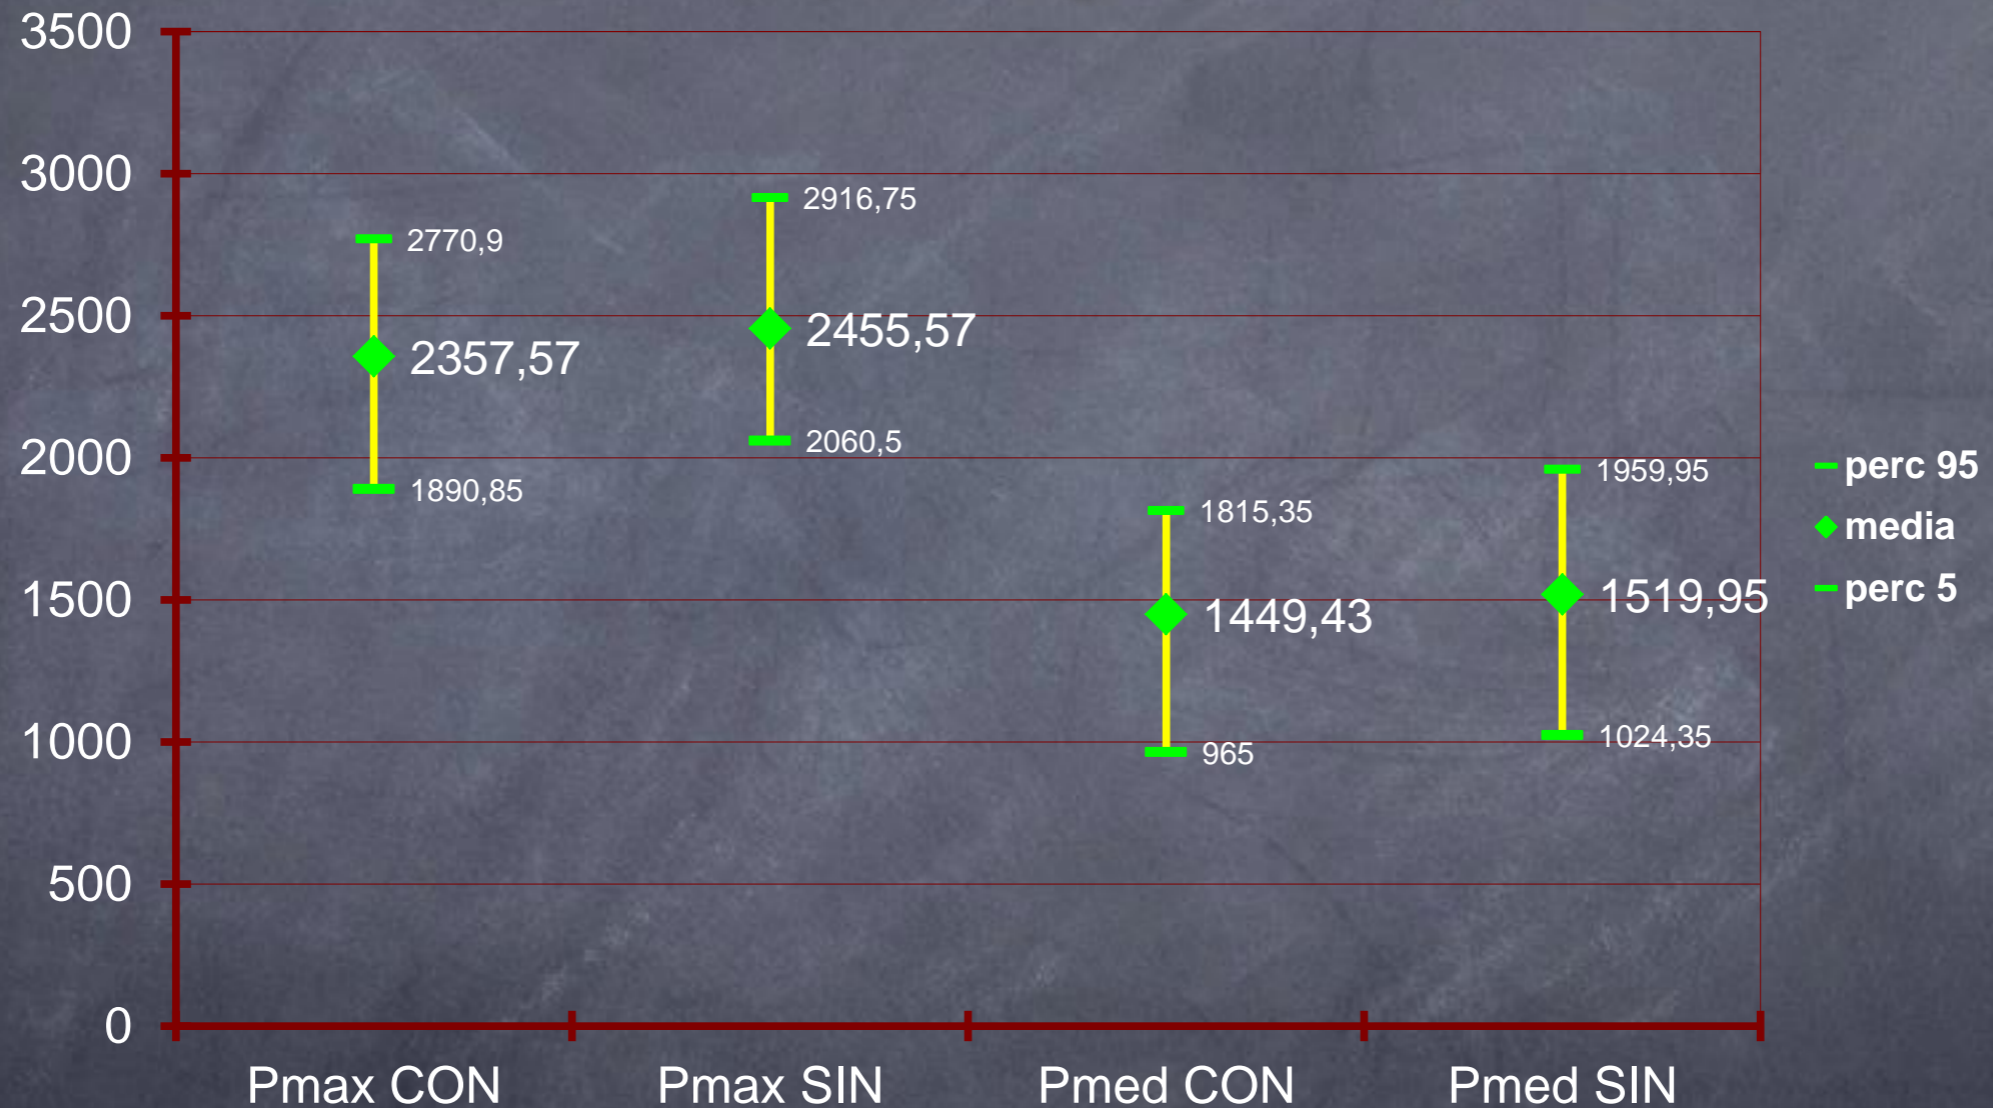 3500
3000
2500
2000
1500
1000
500
0
2770,9
2357,57
1890,85
2916,75
2455,57
2060,5
1815,35
1449,43
965
1959,95
1519,95
1024,35
Pmax CON
Pmax SIN
Pmed CON
Pmed SIN
perc 95
media
perc 5